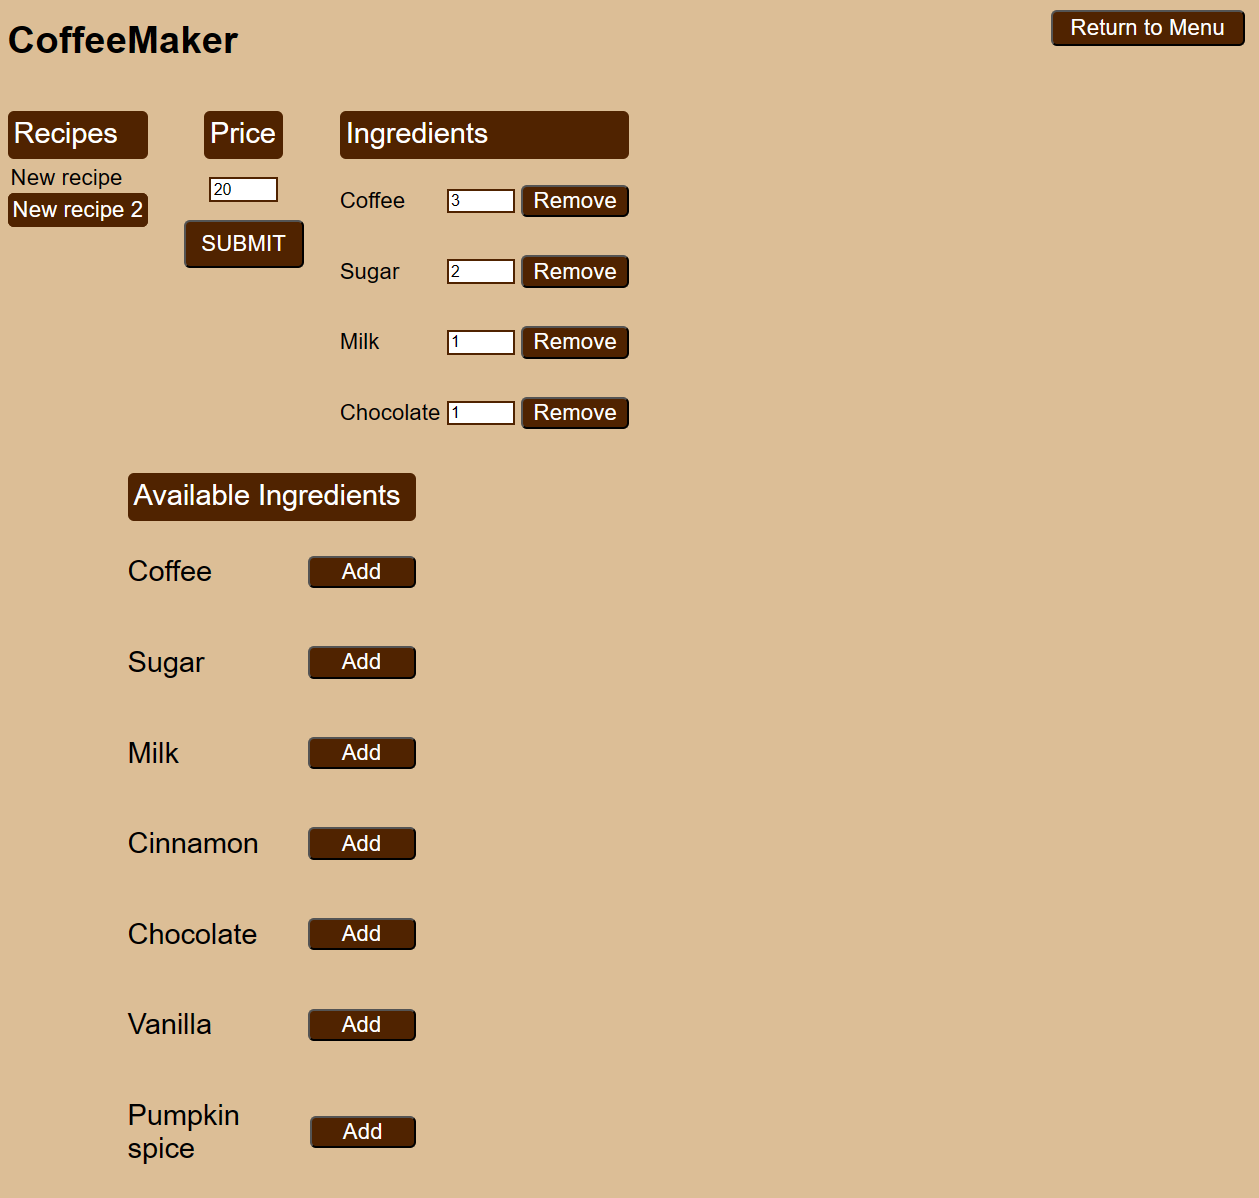 CoffeeMaker
Return to Menu
Recipes
New recipe
New recipe 2
Price
20
SUBMIT
Ingredients
Coffee 3 Remove
Sugar 2 Remove
Milk 1 Remove
Chocolate 1 Remove
Available Ingredients
Coffee Add
Sugar Add
Milk Add
Cinnamon Add
Chocolate Add
Vanilla Add
Pumpkin
spice Add